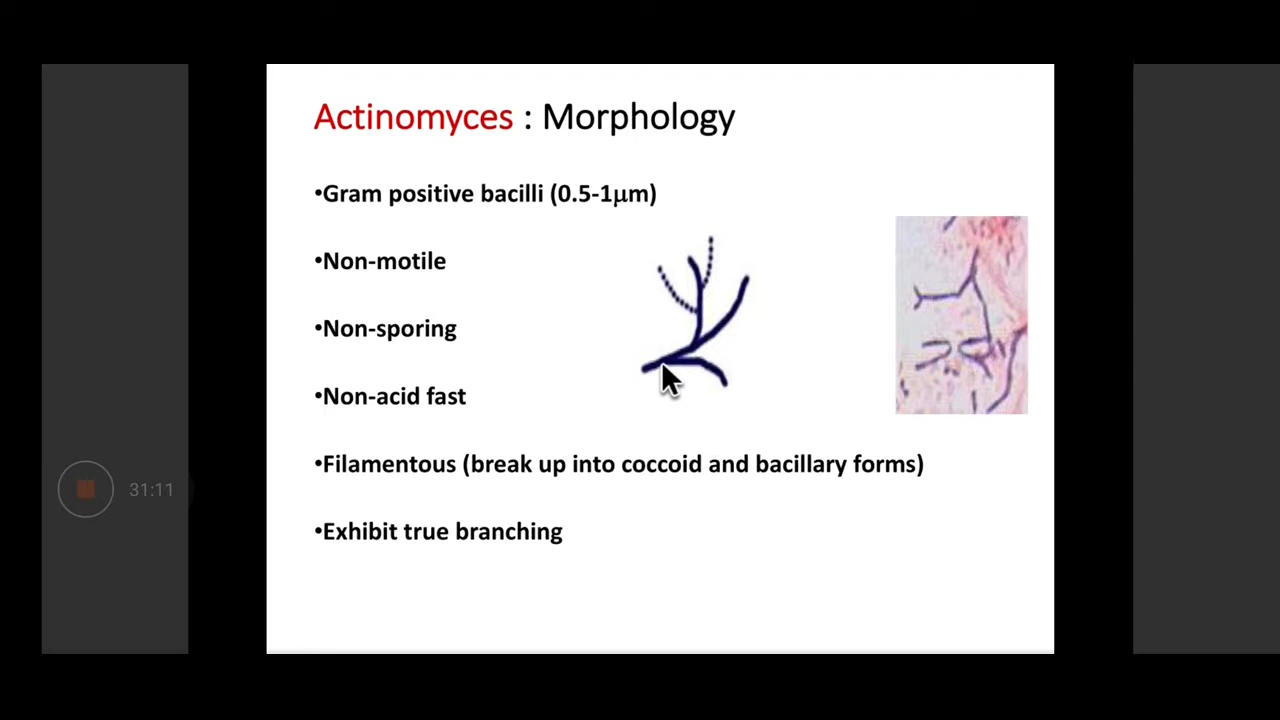 Actinomyces : Morphology
•Gram positive bacilli (0.5-1μm)
•Non-motile
•Non-sporing
•Non-acid fast
•Filamentous (break up into coccoid and bacillary forms)
31:11
•Exhibit true branching